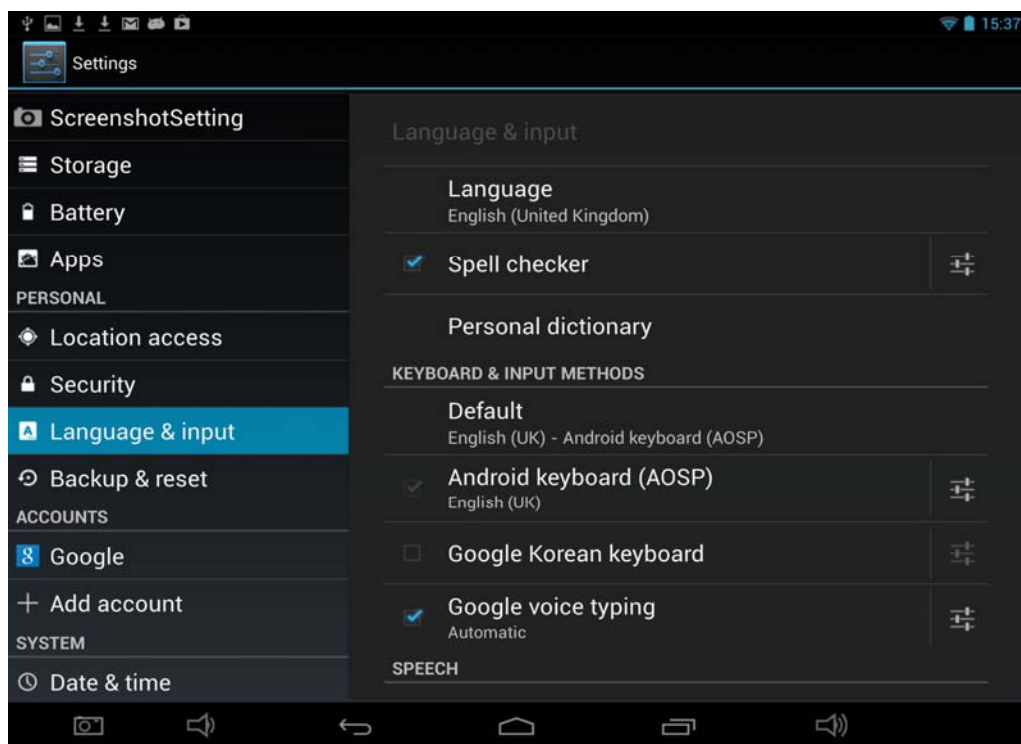 15:37
Settings
ScreenshotSetting
Storage
Battery
Apps
PERSONAL
Location access
Security
Language & input
Backup & reset
ACCOUNTS
Google
Add account
SYSTEM
Date & time
Language & input
Language
English (United Kingdom)
Spell checker
Personal dictionary
KEYBOARD & INPUT METHODS
Default
English (UK) - Android keyboard (AOSP)
Android keyboard (AOSP)
English (UK)
Google Korean keyboard
Google voice typing
Automatic
SPEECH